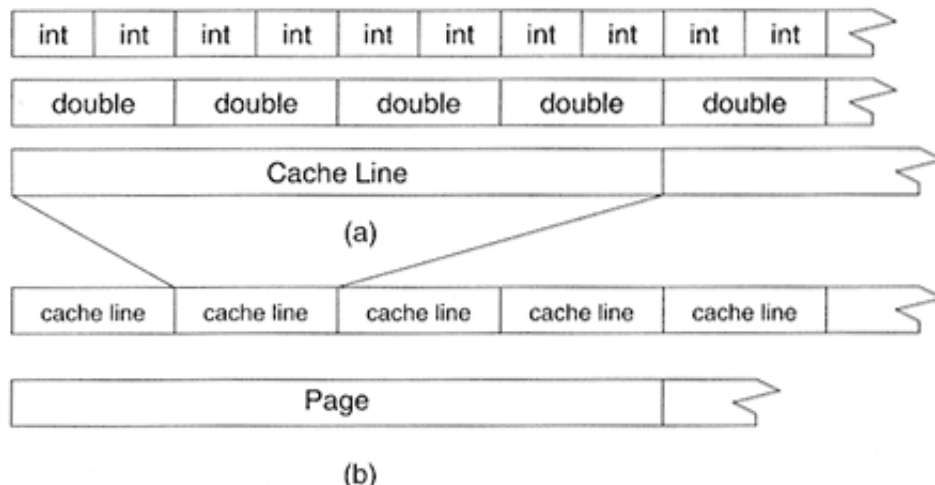 int int int int int int int int int int
double double double double double
Cache Line
(a)
cache line cache line cache line cache line cache line
Page
(b)